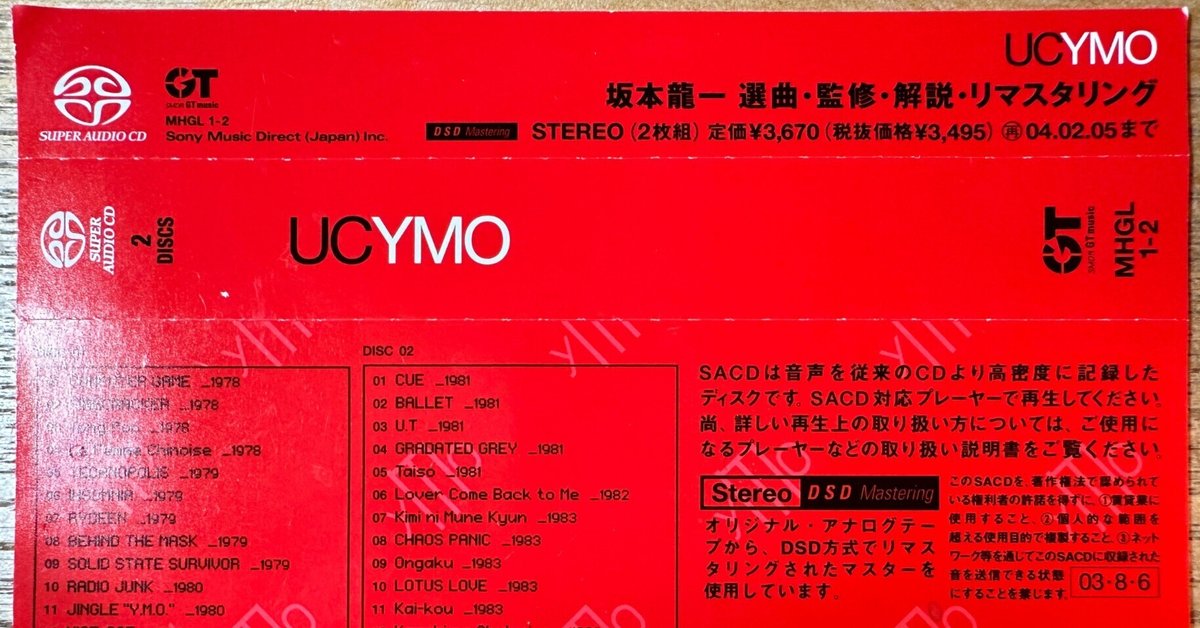 UCYMO
坂本龍一 選曲・監修・解説・リマスタリング
SUPER AUDIO CD
GT
SMDR GT music
MHGL 1-2
Sony Music Direct (Japan) Inc.
DSD Mastering STEREO (2枚組) 定価¥3,670 (税抜価格¥3,495) 再 04.02.05まで
SUPER AUDIO CD
2 DISCS
UCYMO
GT
SMDR GT music
MHGL 1-2
COMPUTER GAME _1978
FIRECRACKER _1978
Tong Poo _1978
La Femme Chinoise _1978
05 TECHNOPOLIS _1979
06 INSOMNIA _1979
07 RYDEEN _1979
08 BEHIND THE MASK _1979
09 SOLID STATE SURVIVOR _1979
10 RADIO JUNK _1980
11 JINGLE "Y.M.O." _1980
DISC 02
01 CUE _1981
02 BALLET _1981
03 U.T _1981
04 GRADATED GREY _1981
05 Taiso _1981
06 Lover Come Back to Me _1982
07 Kimi ni Mune Kyun _1983
08 CHAOS PANIC _1983
09 Ongaku _1983
10 LOTUS LOVE _1983
11 Kai-kou _1983
SACDは音声を従来のCDより高密度に記録した
ディスクです。SACD対応プレーヤーで再生してください。
尚、詳しい再生上の取り扱い方については、ご使用に
なるプレーヤーなどの取り扱い説明書をご覧ください。
Stereo DSD Mastering
オリジナル・アナログテー
プから、DSD方式でリマス
タリングされたマスターを
使用しています。
このSACDを、著作権法で認められて
いる権利者の許諾を得ずに、①賃貸業に
使用すること、②個人的な範囲を
超える使用目的で複製すること、③ネット
ワーク等を通じてこのSACDに収録された
音を送信できる状態
にすることを禁じます。
03・8・6